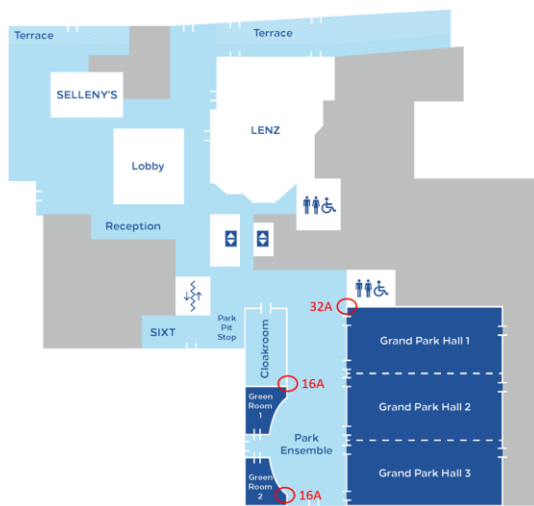 Terrace
Terrace
SELLENY'S
LENZ
Lobby
Reception
32A
SIXT
Park
Pit
Stop
Cloakroom
Grand Park Hall 1
16A
Green
Room
1
Grand Park Hall 2
Park
Ensemble
Grand Park Hall 3
Green
Room
2
16A